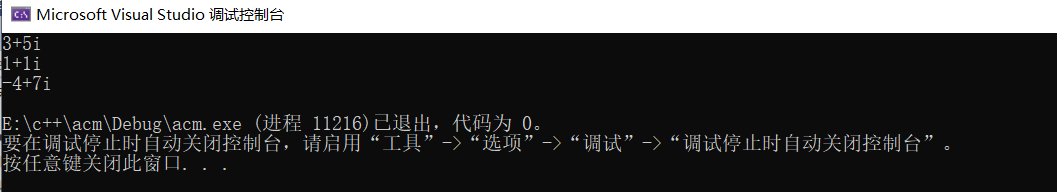 Microsoft Visual Studio 调试控制台
3+5i
1+1i
-4+7i
E:\c++\acm\Debug\acm.exe (进程 11216)已退出，代码为 0。
要在调试停止时自动关闭控制台，请启用“工具”->“选项”->“调试”->“调试停止时自动关闭控制台”。
按任意键关闭此窗口. . .